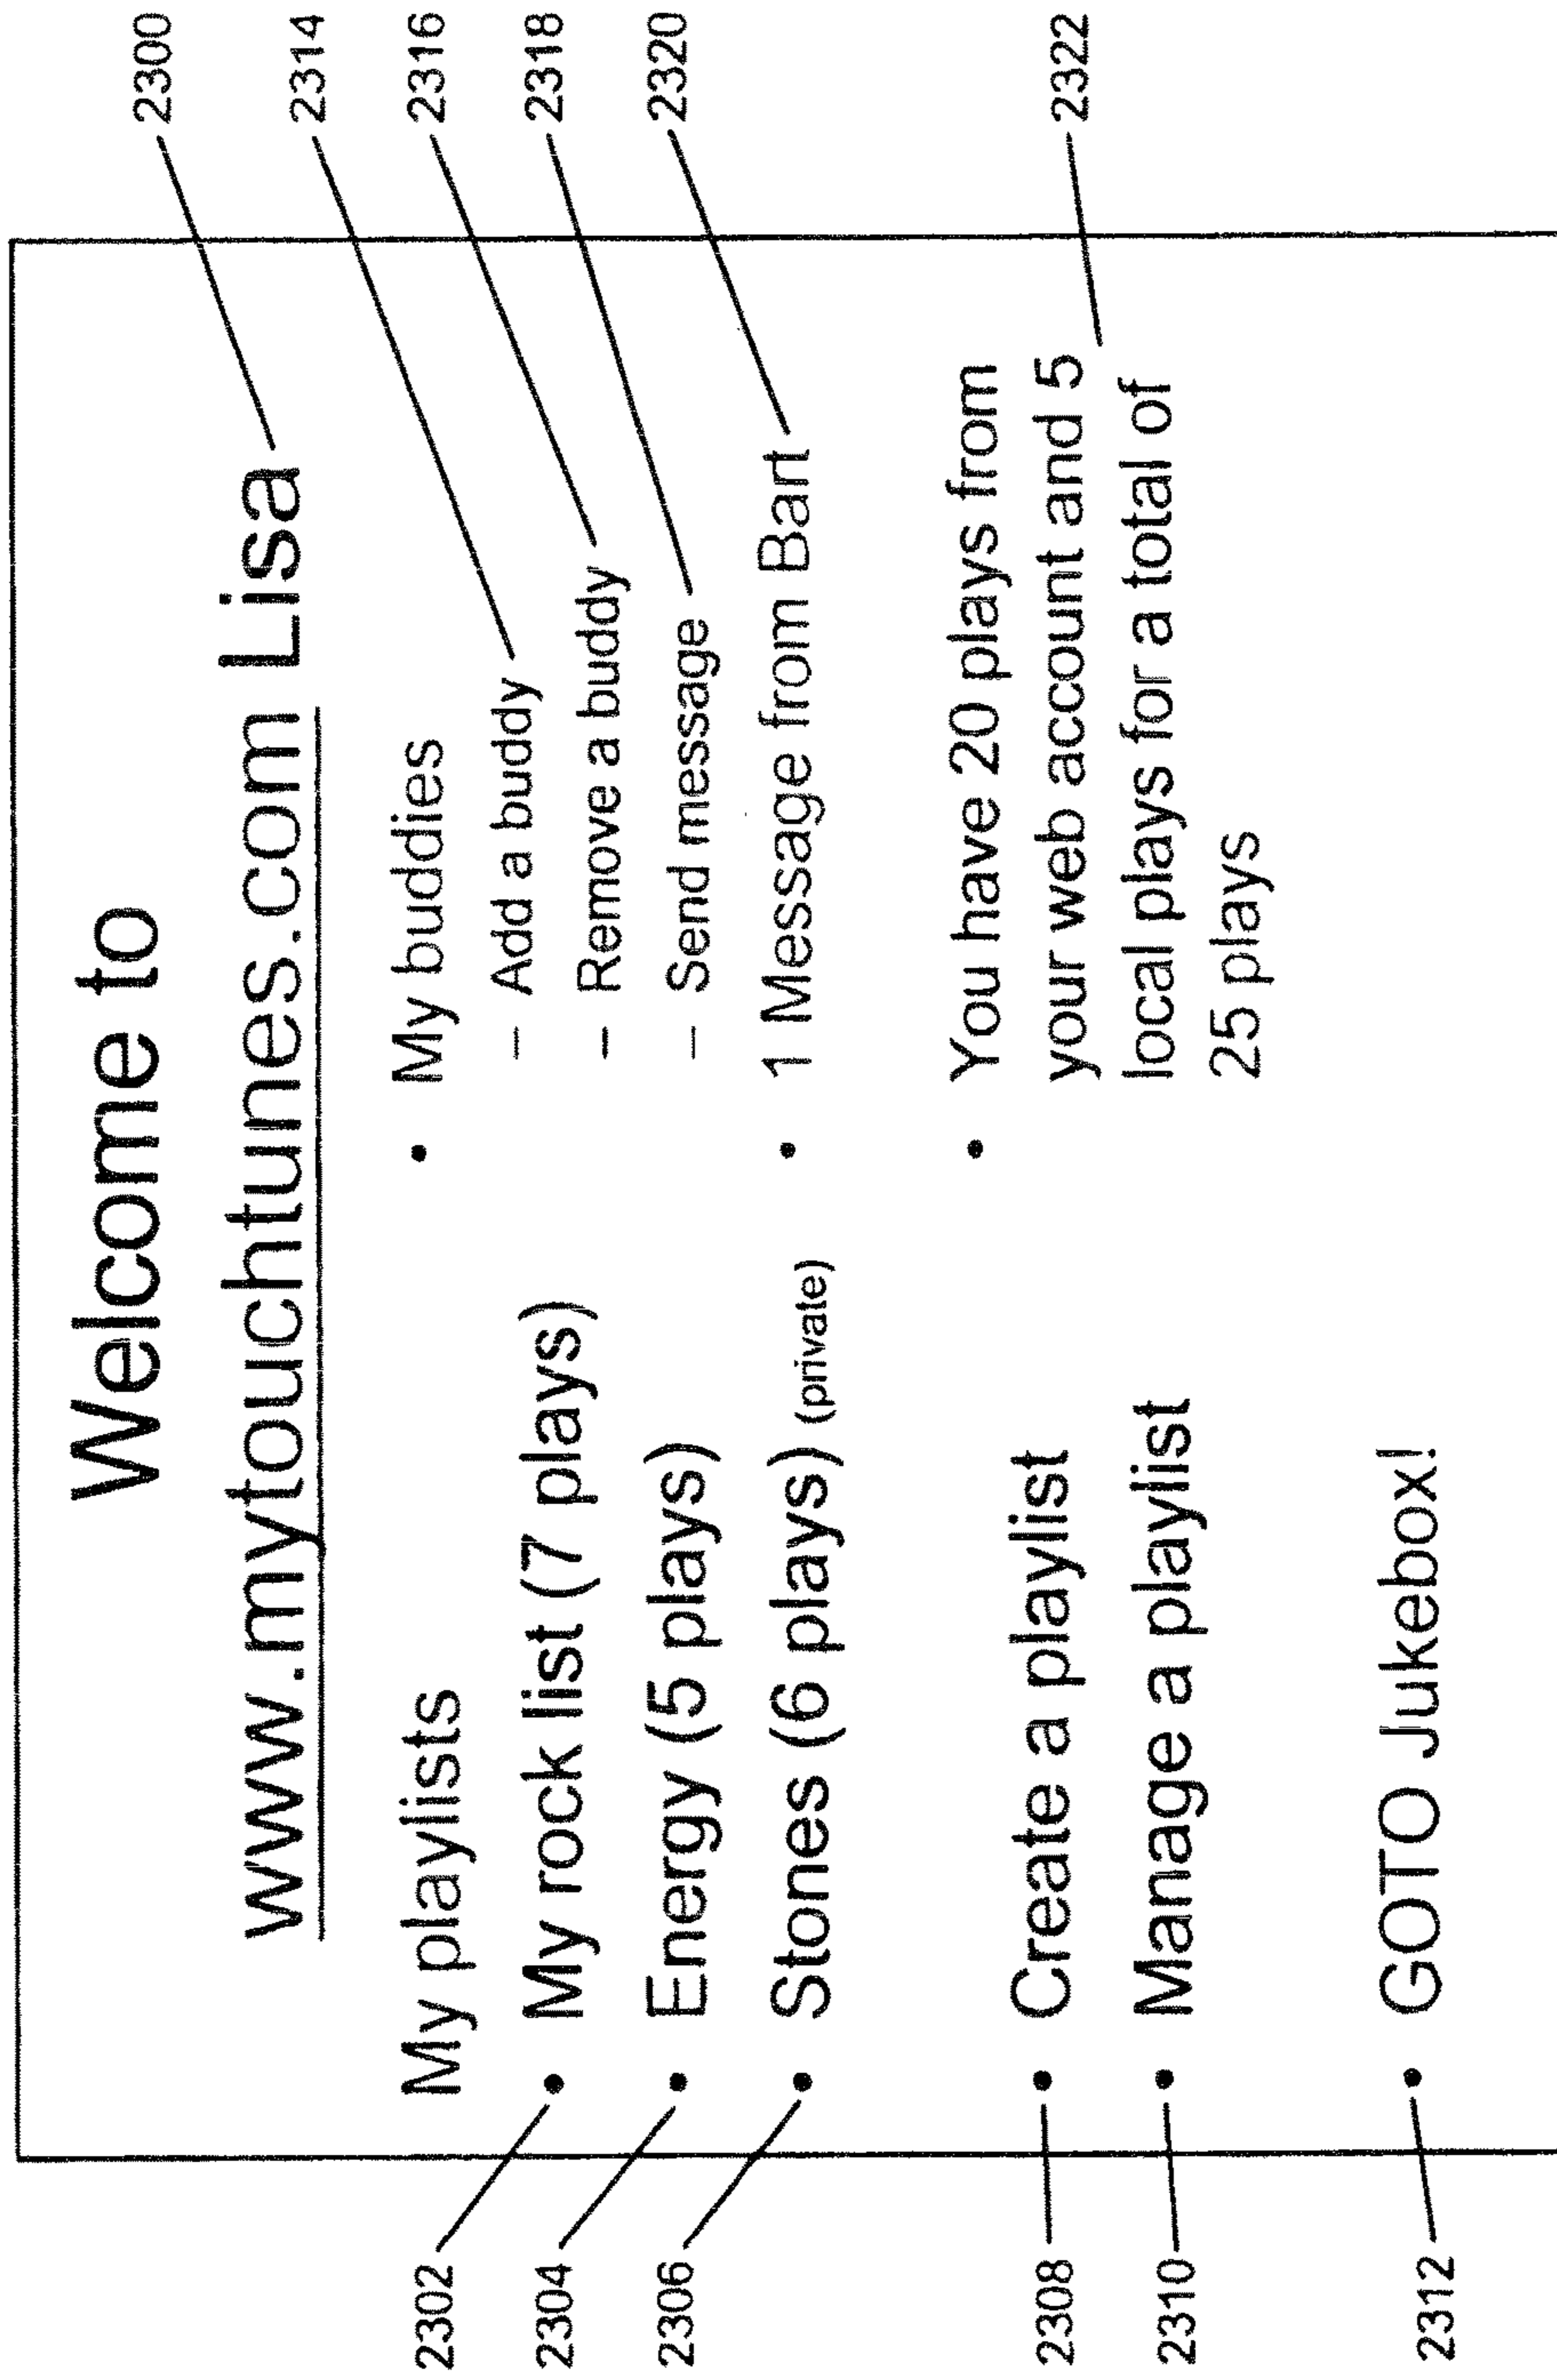 Welcome to
www.mytouchtunes.com Lisa
2300
My playlists
2302
• My rock list (7 plays)
2304
• Energy (5 plays)
2306
• Stones (6 plays) (private)
2308
• Create a playlist
2310
• Manage a playlist
2312
• GOTO Jukebox!
• My buddies
– Add a buddy
2314
– Remove a buddy
2316
– Send message
2318
• 1 Message from Bart
2320
• You have 20 plays from
your web account and 5
local plays for a total of
25 plays
2322